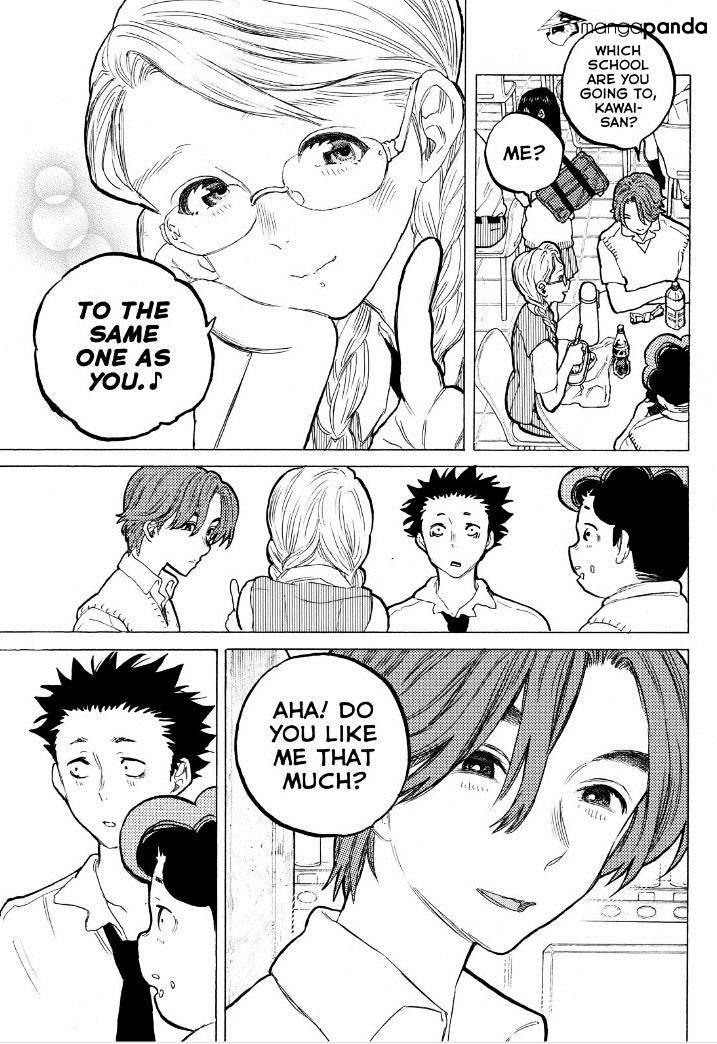 mangapanda
WHICH
SCHOOL
ARE YOU
GOING TO,
KAWAI-
SAN?
ME?
TO THE
SAME
ONE AS
YOU.♪
AHA! DO
YOU LIKE
ME THAT
MUCH?